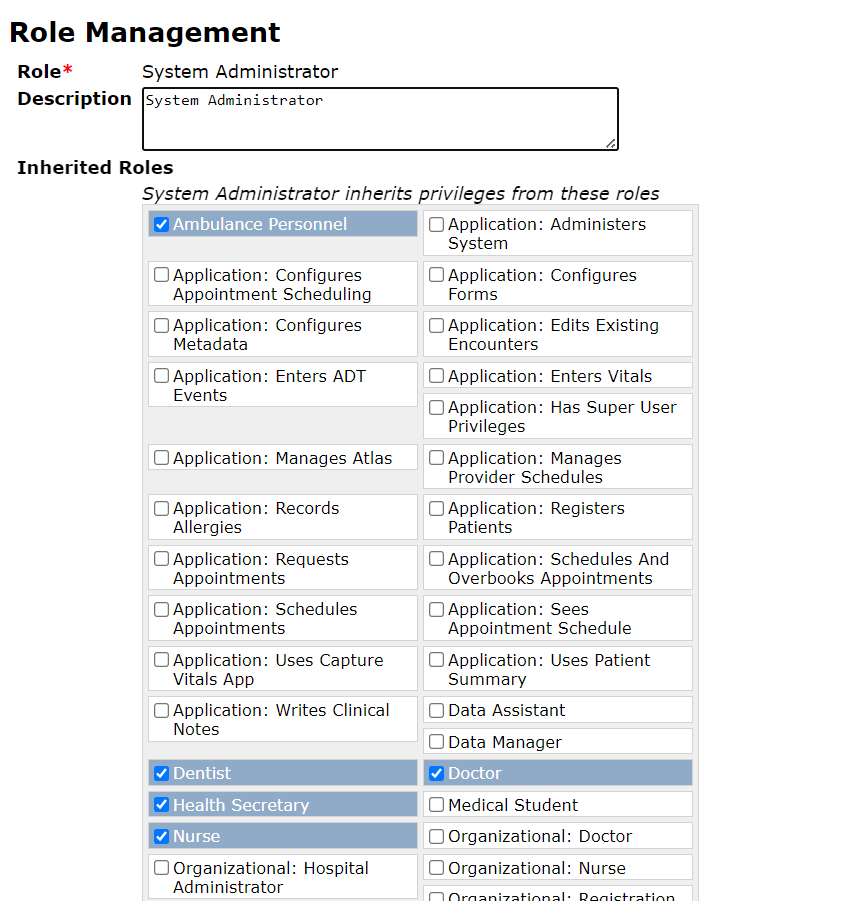 Role Management
Role*
System Administrator
Description
System Administrator
Inherited Roles
System Administrator inherits privileges from these roles
Ambulance Personnel
Application: Administers
System
Application: Configures
Appointment Scheduling
Application: Configures
Forms
Application: Configures
Metadata
Application: Edits Existing
Encounters
Application: Enters ADT
Events
Application: Enters Vitals
Application: Has Super User
Privileges
Application: Manages Atlas
Application: Manages
Provider Schedules
Application: Records
Allergies
Application: Registers
Patients
Application: Requests
Appointments
Application: Schedules And
Overbooks Appointments
Application: Schedules
Appointments
Application: Sees
Appointment Schedule
Application: Uses Capture
Vitals App
Application: Uses Patient
Summary
Application: Writes Clinical
Notes
Data Assistant
Data Manager
Dentist
Doctor
Health Secretary
Medical Student
Nurse
Organizational: Doctor
Organizational: Hospital
Administrator
Organizational: Nurse
Organizational: Registration